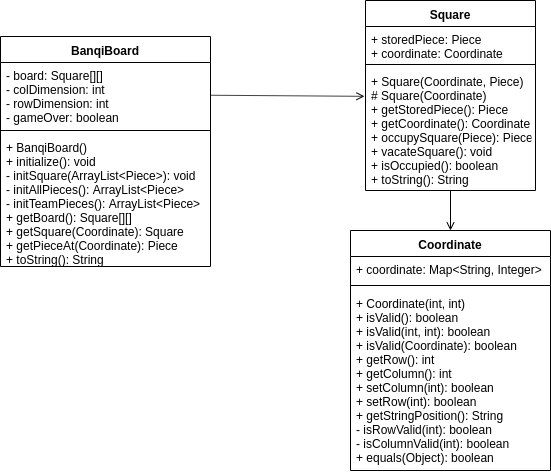 BanqiBoard
- board: Square[][]
- colDimension: int
- rowDimension: int
- gameOver: boolean
+ BanqiBoard()
+ initialize(): void
- initSquare(ArrayList<Piece>): void
- initAllPieces(): ArrayList<Piece>
- initTeamPieces(): ArrayList<Piece>
+ getBoard(): Square[][]
+ getSquare(Coordinate): Square
+ getPieceAt(Coordinate): Piece
+ toString(): String
Square
+ storedPiece: Piece
+ coordinate: Coordinate
+ Square(Coordinate, Piece)
# Square(Coordinate)
+ getStoredPiece(): Piece
+ getCoordinate(): Coordinate
+ occupySquare(Piece): Piece
+ vacateSquare(): void
+ isOccupied(): boolean
+ toString(): String
Coordinate
+ coordinate: Map<String, Integer>
+ Coordinate(int, int)
+ isValid(): boolean
+ isValid(int, int): boolean
+ isValid(Coordinate): boolean
+ getRow(): int
+ getColumn(): int
+ setColumn(int): boolean
+ setRow(int): boolean
+ getStringPosition(): String
- isRowValid(int): boolean
- isColumnValid(int): boolean
+ equals(Object): boolean